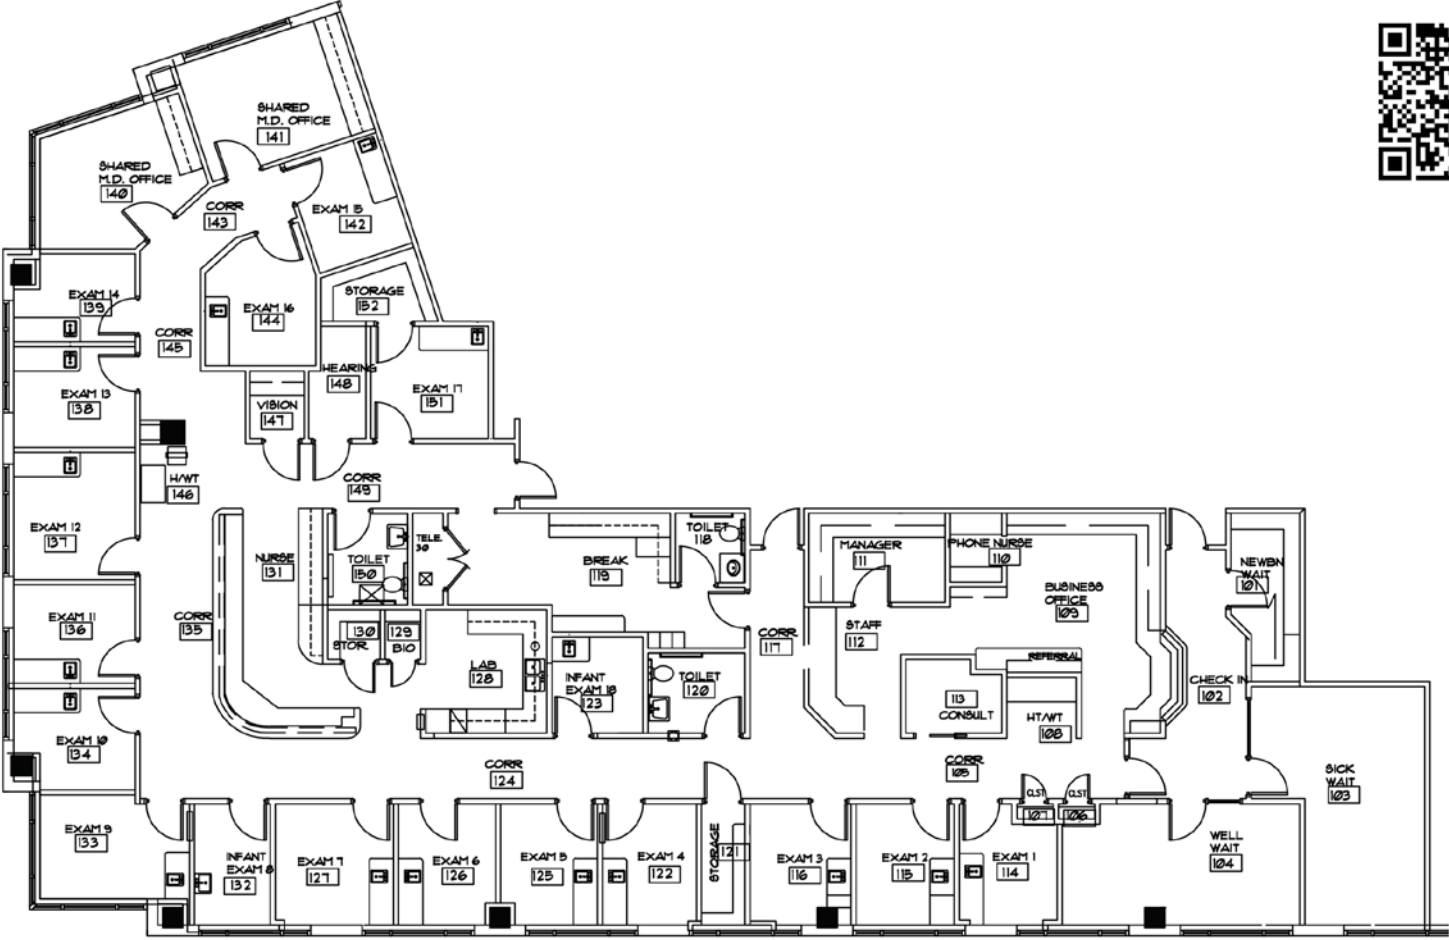 SHARED
M.D. OFFICE
141
SHARED
M.D. OFFICE
140
CORR
143
EXAM 15
142
EXAM 14
139
EXAM 16
144
STORAGE
152
CORR
145
HEARING
148
EXAM 13
138
EXAM 17
151
VISION
147
H/WT
146
CORR
149
EXAM 12
137
NURSE
131
TOILET
150
TELE.
30
BREAK
119
TOILET
118
MANAGER
111
PHONE NURSE
110
NEWBN
WAIT
101
BUSINESS
OFFICE
109
EXAM 11
136
CORR
135
130
STOR.
129
BIO
CORR
117
STAFF
112
REFERRAL
LAB
128
INFANT
EXAM 18
123
TOILET
120
113
CONSULT
CHECK IN
102
HT/WT
108
EXAM 10
134
CORR
124
CORR
105
SICK
WAIT
103
CLST
107
CLST
106
EXAM 9
133
INFANT
EXAM 8
132
EXAM 7
127
EXAM 6
126
EXAM 5
125
EXAM 4
122
STORAGE
121
EXAM 3
116
EXAM 2
115
EXAM 1
114
WELL
WAIT
104